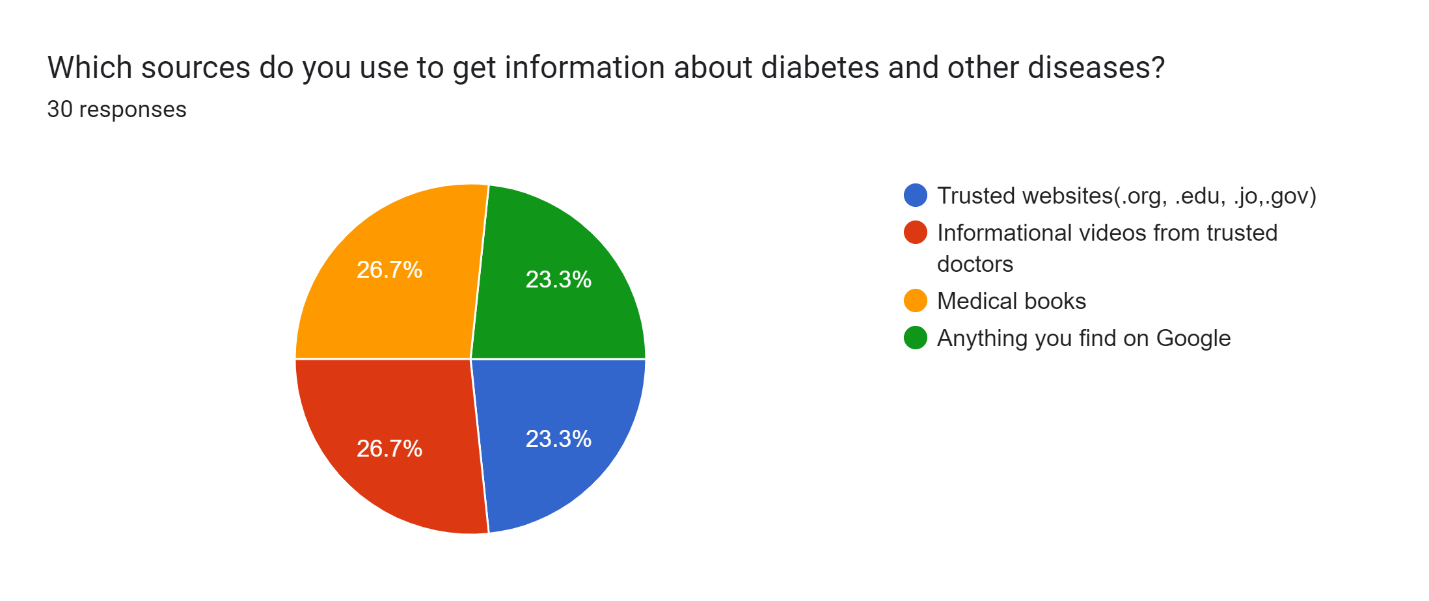 Which sources do you use to get information about diabetes and other diseases?
30 responses
26.7%
23.3%
26.7%
23.3%
Trusted websites(.org, .edu, .jo,.gov)
Informational videos from trusted
doctors
Medical books
Anything you find on Google